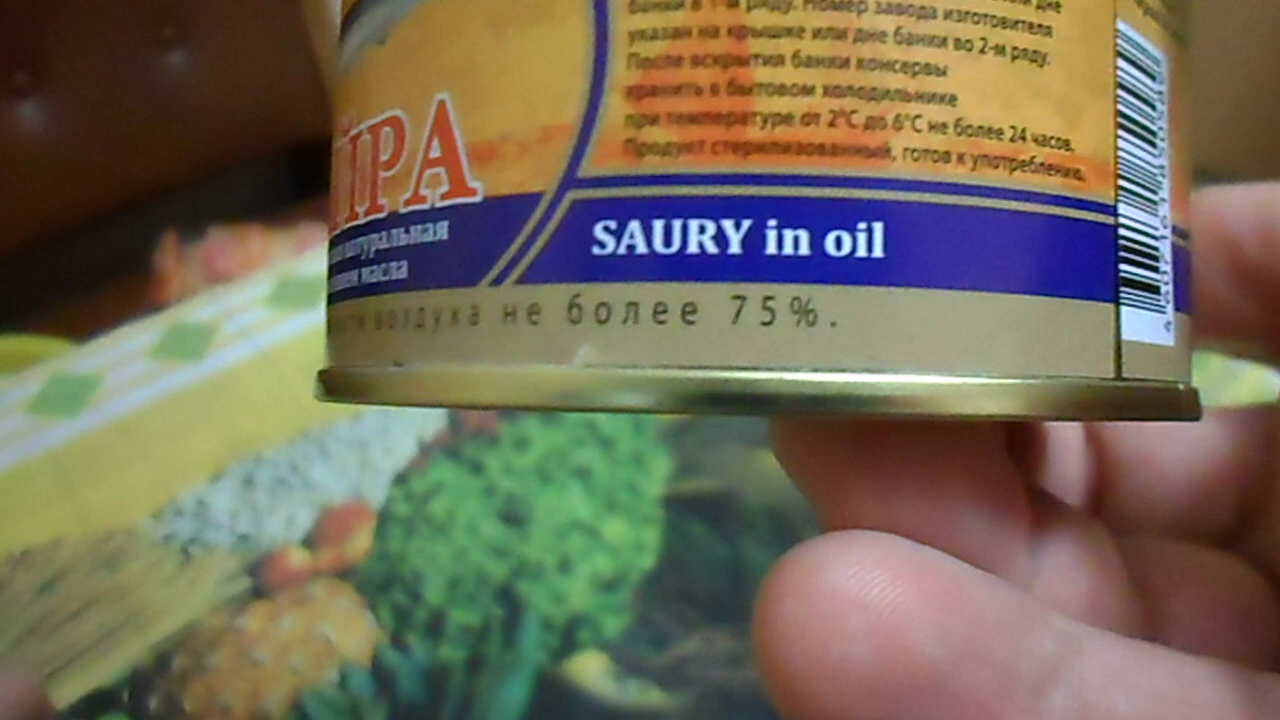 банки в 1-м ряду. Номер завода изготовителя
указан на крышке или дне банки во 2-м ряду.
После вскрытия банки консервы
хранить в бытовом холодильнике
при температуре от 2°С до 6°С не более 24 часов.
Продукт стерилизованный, готов к употреблению.
АЙРА
натуральная
масла
SAURY in oil
воздуха не более 75%.